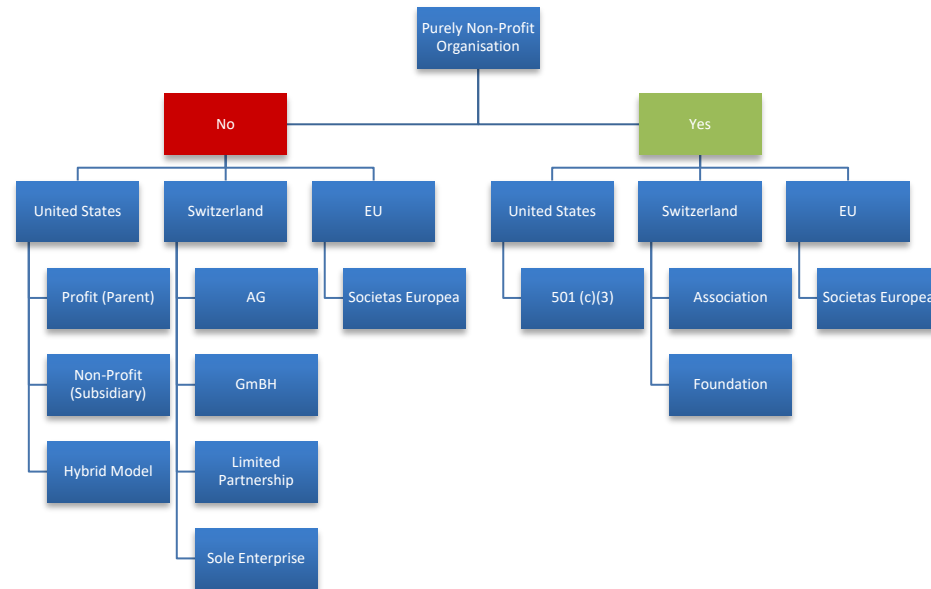 Purely Non-Profit
Organisation
No
Yes
United States
Switzerland
EU
United States
Switzerland
EU
Profit (Parent)
AG
Societas Europea
501 (c)(3)
Association
Societas Europea
Non-Profit
(Subsidiary)
GmBH
Foundation
Hybrid Model
Limited
Partnership
Sole Enterprise